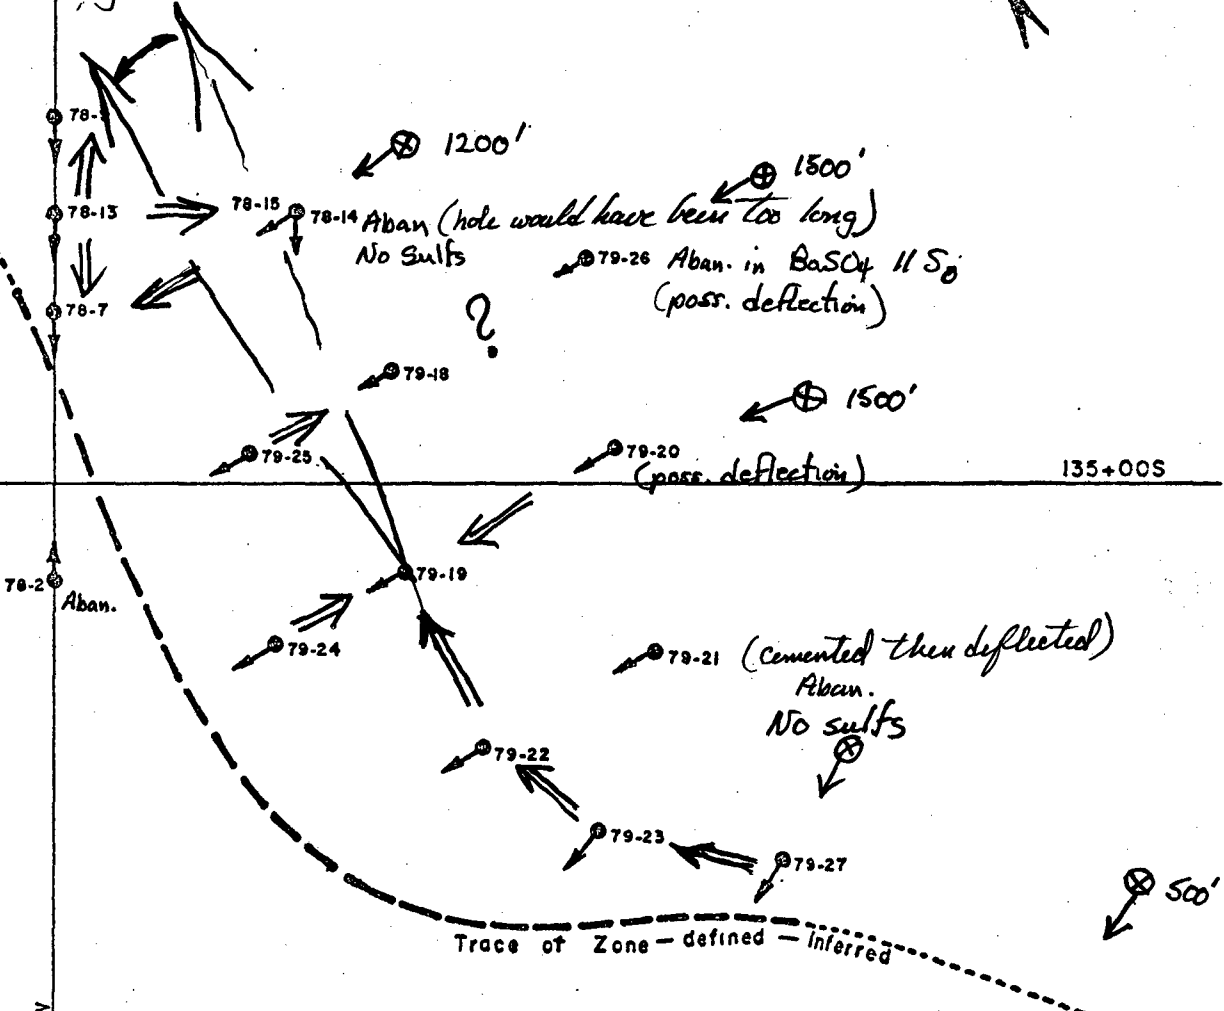 78-9
1200'
1500'
78-13
78-15
78-14 Aban (hole would have been too long)
No Sulfs
79-26 Aban. in BaSO4 ll S0
(poss. deflection)
78-7
?
79-18
1500'
79-25
79-20
(poss. deflection)
135+00S
79-19
78-2
Aban.
79-24
79-21 (cemented then deflected)
Aban.
No sulfs
79-22
79-23
79-27
500'
Trace of Zone - defined - Inferred